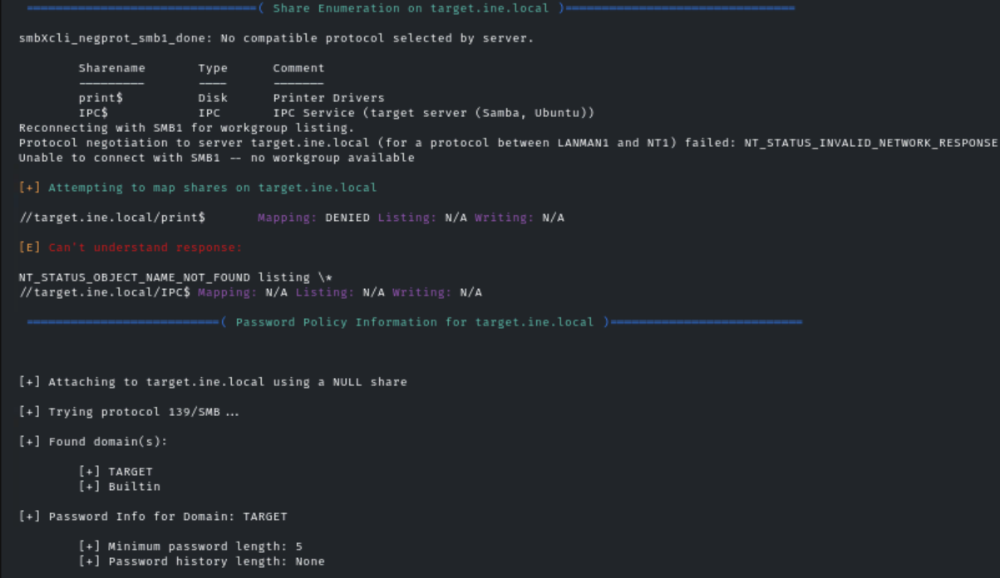 ==============================( Share Enumeration on target.ine.local )==============================
smbXcli_negprot_smb1_done: No compatible protocol selected by server.
Sharename Type Comment
--------- ---- -------
print$ Disk Printer Drivers
IPC$ IPC IPC Service (target server (Samba, Ubuntu))
Reconnecting with SMB1 for workgroup listing.
Protocol negotiation to server target.ine.local (for a protocol between LANMAN1 and NT1) failed: NT_STATUS_INVALID_NETWORK_RESPONSE
Unable to connect with SMB1 -- no workgroup available
[+] Attempting to map shares on target.ine.local
//target.ine.local/print$ Mapping: DENIED Listing: N/A Writing: N/A
[E] Can't understand response:
NT_STATUS_OBJECT_NAME_NOT_FOUND listing \*
//target.ine.local/IPC$ Mapping: N/A Listing: N/A Writing: N/A
==========================( Password Policy Information for target.ine.local )==========================
[+] Attaching to target.ine.local using a NULL share
[+] Trying protocol 139/SMB...
[+] Found domain(s):
[+] TARGET
[+] Builtin
[+] Password Info for Domain: TARGET
[+] Minimum password length: 5
[+] Password history length: None